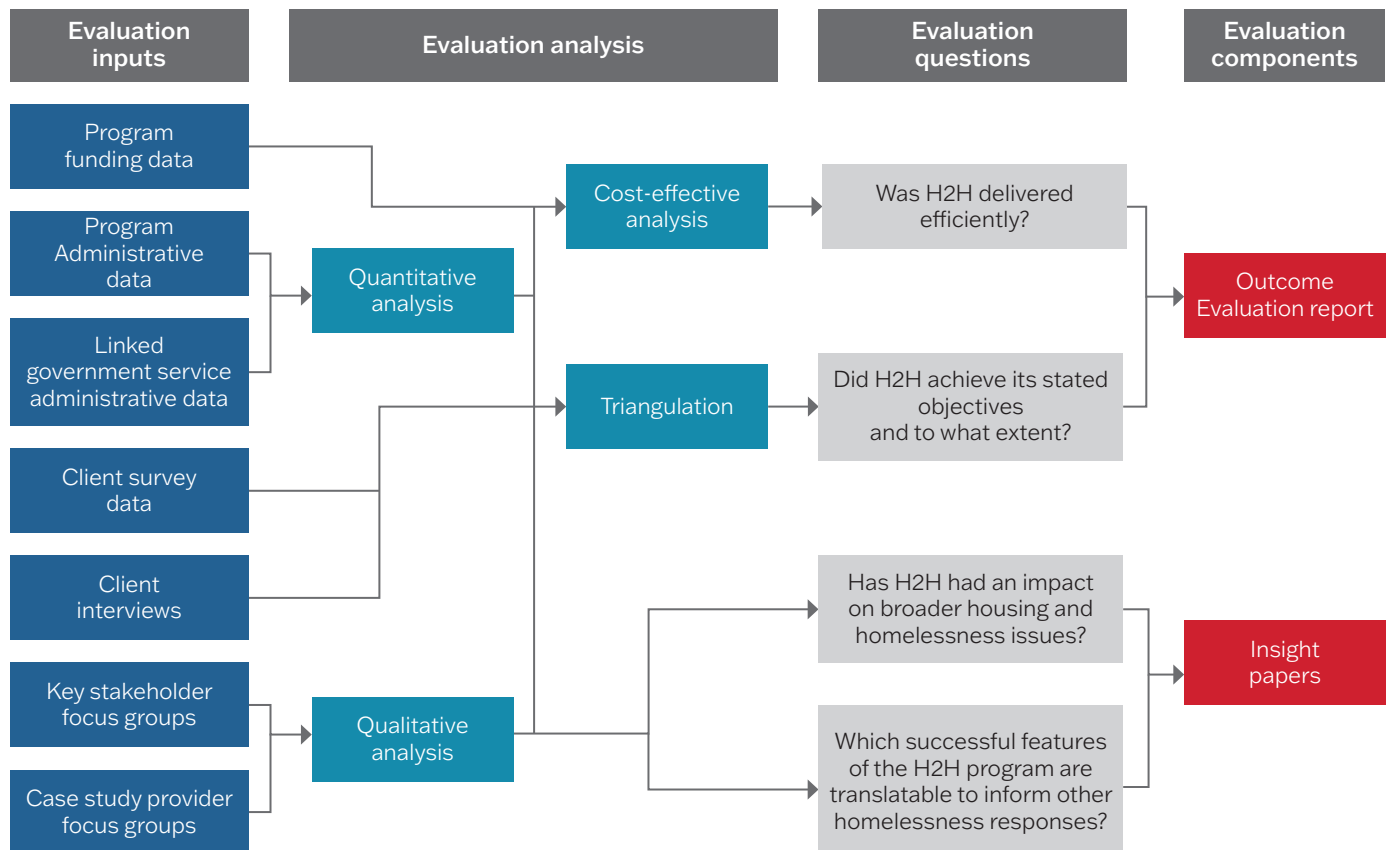 Evaluation
inputs
Evaluation analysis
Evaluation
questions
Evaluation
components
Program
funding data
Program
Administrative
data
Linked
government service
administrative data
Client survey
data
Client
interviews
Key stakeholder
focus groups
Case study provider
focus groups
Quantitative
analysis
Qualitative
analysis
Cost-effective
analysis
Triangulation
Was H2H delivered
efficiently?
Did H2H achieve its stated
objectives
and to what extent?
Has H2H had an impact
on broader housing and
homelessness issues?
Which successful features
of the H2H program are
translatable to inform other
homelessness responses?
Outcome
Evaluation report
Insight
papers